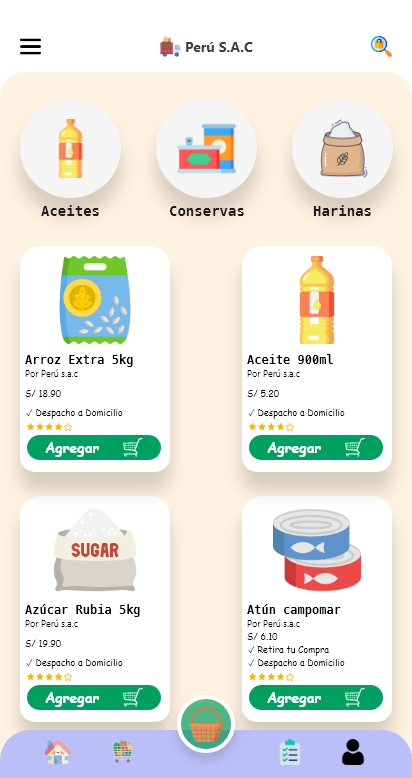 Perú S.A.C
Aceites
Conservas
Harinas
Arroz Extra 5kg
Por Perú s.a.c
S/ 18.90
✓ Despacho a Domicilio
Agregar
Aceite 900ml
Por Perú s.a.c
S/ 5.20
✓ Despacho a Domicilio
Agregar
SUGAR
Azúcar Rubia 5kg
Por Perú s.a.c
S/ 19.90
✓ Despacho a Domicilio
Agregar
Atún campomar
Por Perú s.a.c
S/ 6.10
✓ Retira tu Compra
✓ Despacho a Domicilio
Agregar